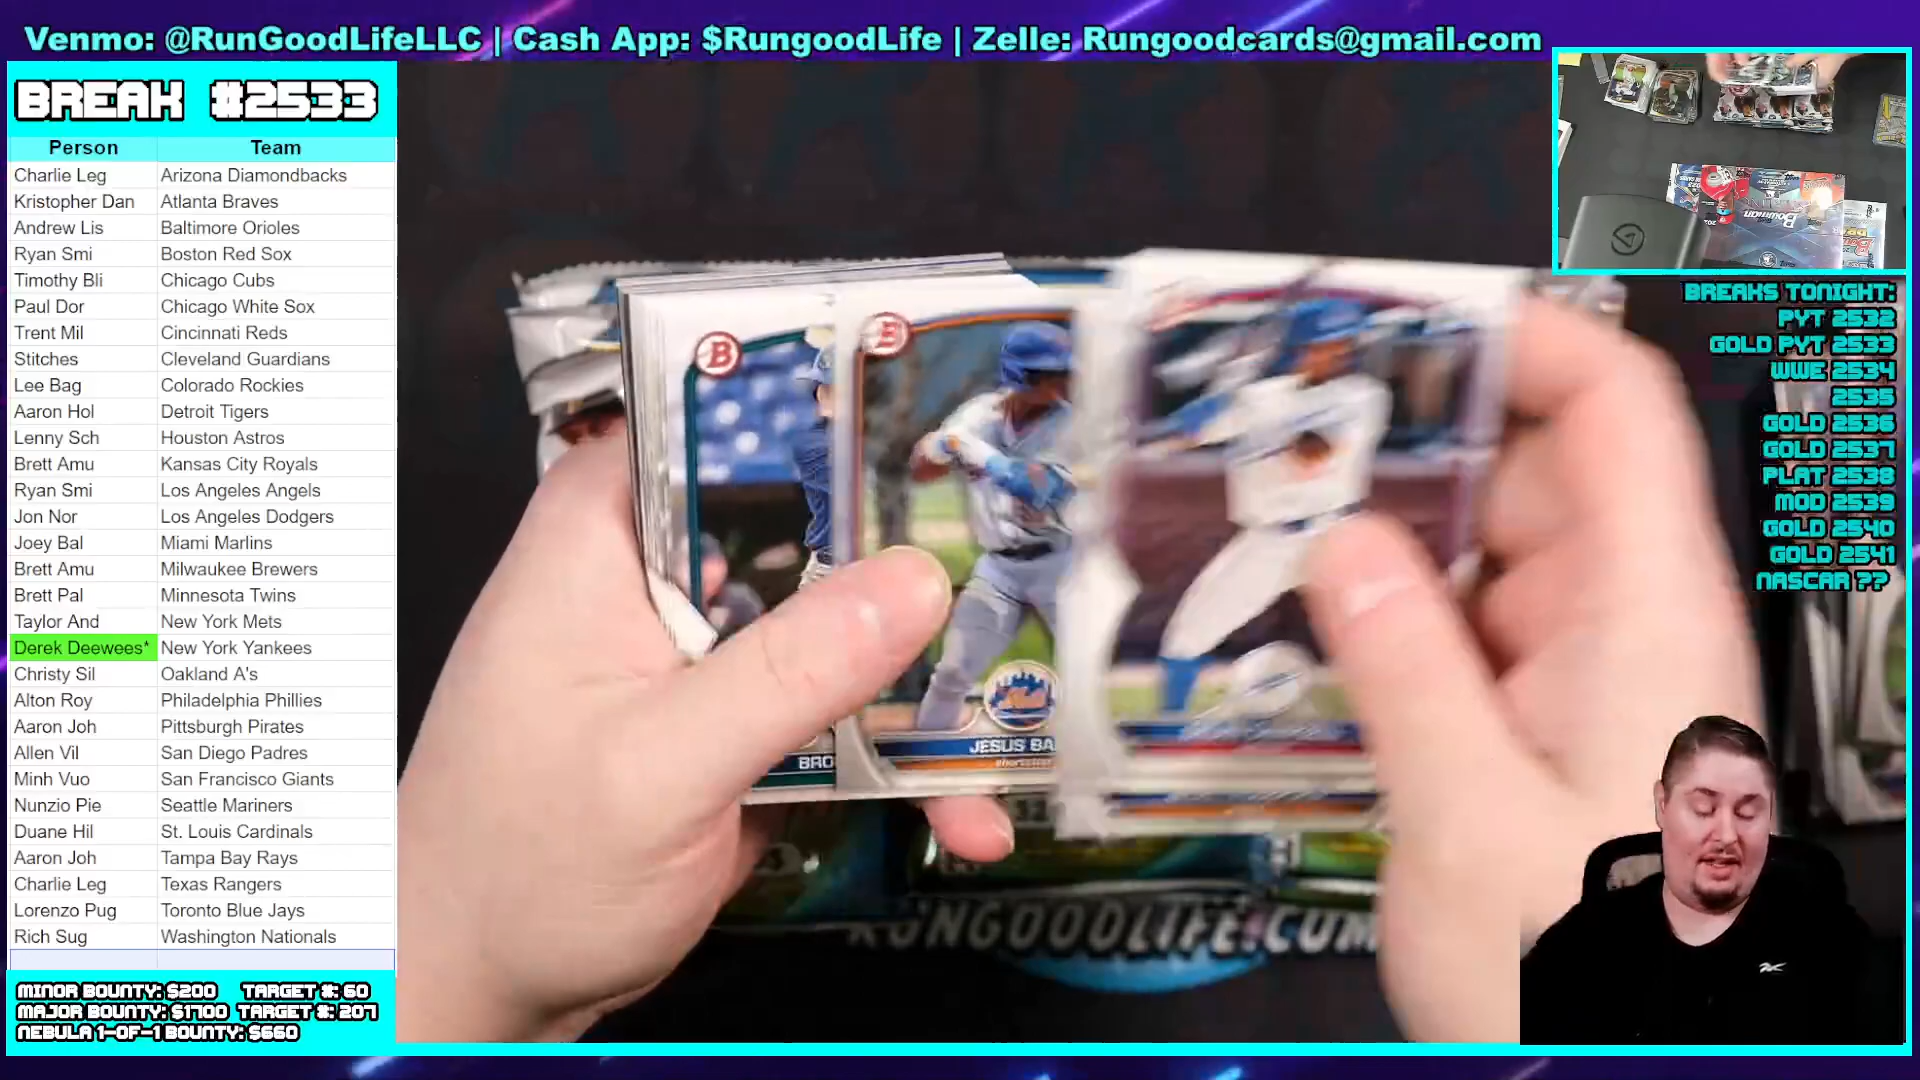 Venmo: @RunGoodLifeLLC | Cash App: $RungoodLife | Zelle: Rungoodcards@gmail.com
BREAK #2533
Person Team
Charlie Leg Arizona Diamondbacks
Kristopher Dan Atlanta Braves
Andrew Lis Baltimore Orioles
Ryan Smi Boston Red Sox
Timothy Bli Chicago Cubs
Paul Dor Chicago White Sox
Trent Mil Cincinnati Reds
Stitches Cleveland Guardians
Lee Bag Colorado Rockies
Aaron Hol Detroit Tigers
Lenny Sch Houston Astros
Brett Amu Kansas City Royals
Ryan Smi Los Angeles Angels
Jon Nor Los Angeles Dodgers
Joey Bal Miami Marlins
Brett Amu Milwaukee Brewers
Brett Pal Minnesota Twins
Taylor And New York Mets
Derek Deewees* New York Yankees
Christy Sil Oakland A's
Alton Roy Philadelphia Phillies
Aaron Joh Pittsburgh Pirates
Allen Vil San Diego Padres
Minh Vuo San Francisco Giants
Nunzio Pie Seattle Mariners
Duane Hil St. Louis Cardinals
Aaron Joh Tampa Bay Rays
Charlie Leg Texas Rangers
Lorenzo Pug Toronto Blue Jays
Rich Sug Washington Nationals
MINOR BOUNTY: $200 TARGET #: 60
MAJOR BOUNTY: $1700 TARGET #: 207
NEBULA 1-OF-1 BOUNTY: $660
B
B
Mets
BRO
JESUS BA
shortstop
RUNGOODLIFE.COM
Bowman
BREAKS TONIGHT:
PYT 2532
GOLD PYT 2533
WWE 2534
2535
GOLD 2536
GOLD 2537
PLAT 2538
MOD 2539
GOLD 2540
GOLD 2541
NASCAR ??